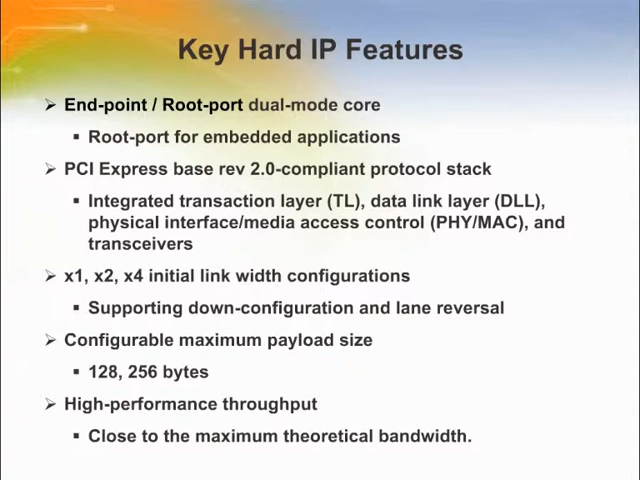 Key Hard IP Features
➢ End-point / Root-port dual-mode core
▪ Root-port for embedded applications
➢ PCI Express base rev 2.0-compliant protocol stack
▪ Integrated transaction layer (TL), data link layer (DLL),
physical interface/media access control (PHY/MAC), and
transceivers
➢ x1, x2, x4 initial link width configurations
▪ Supporting down-configuration and lane reversal
➢ Configurable maximum payload size
▪ 128, 256 bytes
➢ High-performance throughput
▪ Close to the maximum theoretical bandwidth.